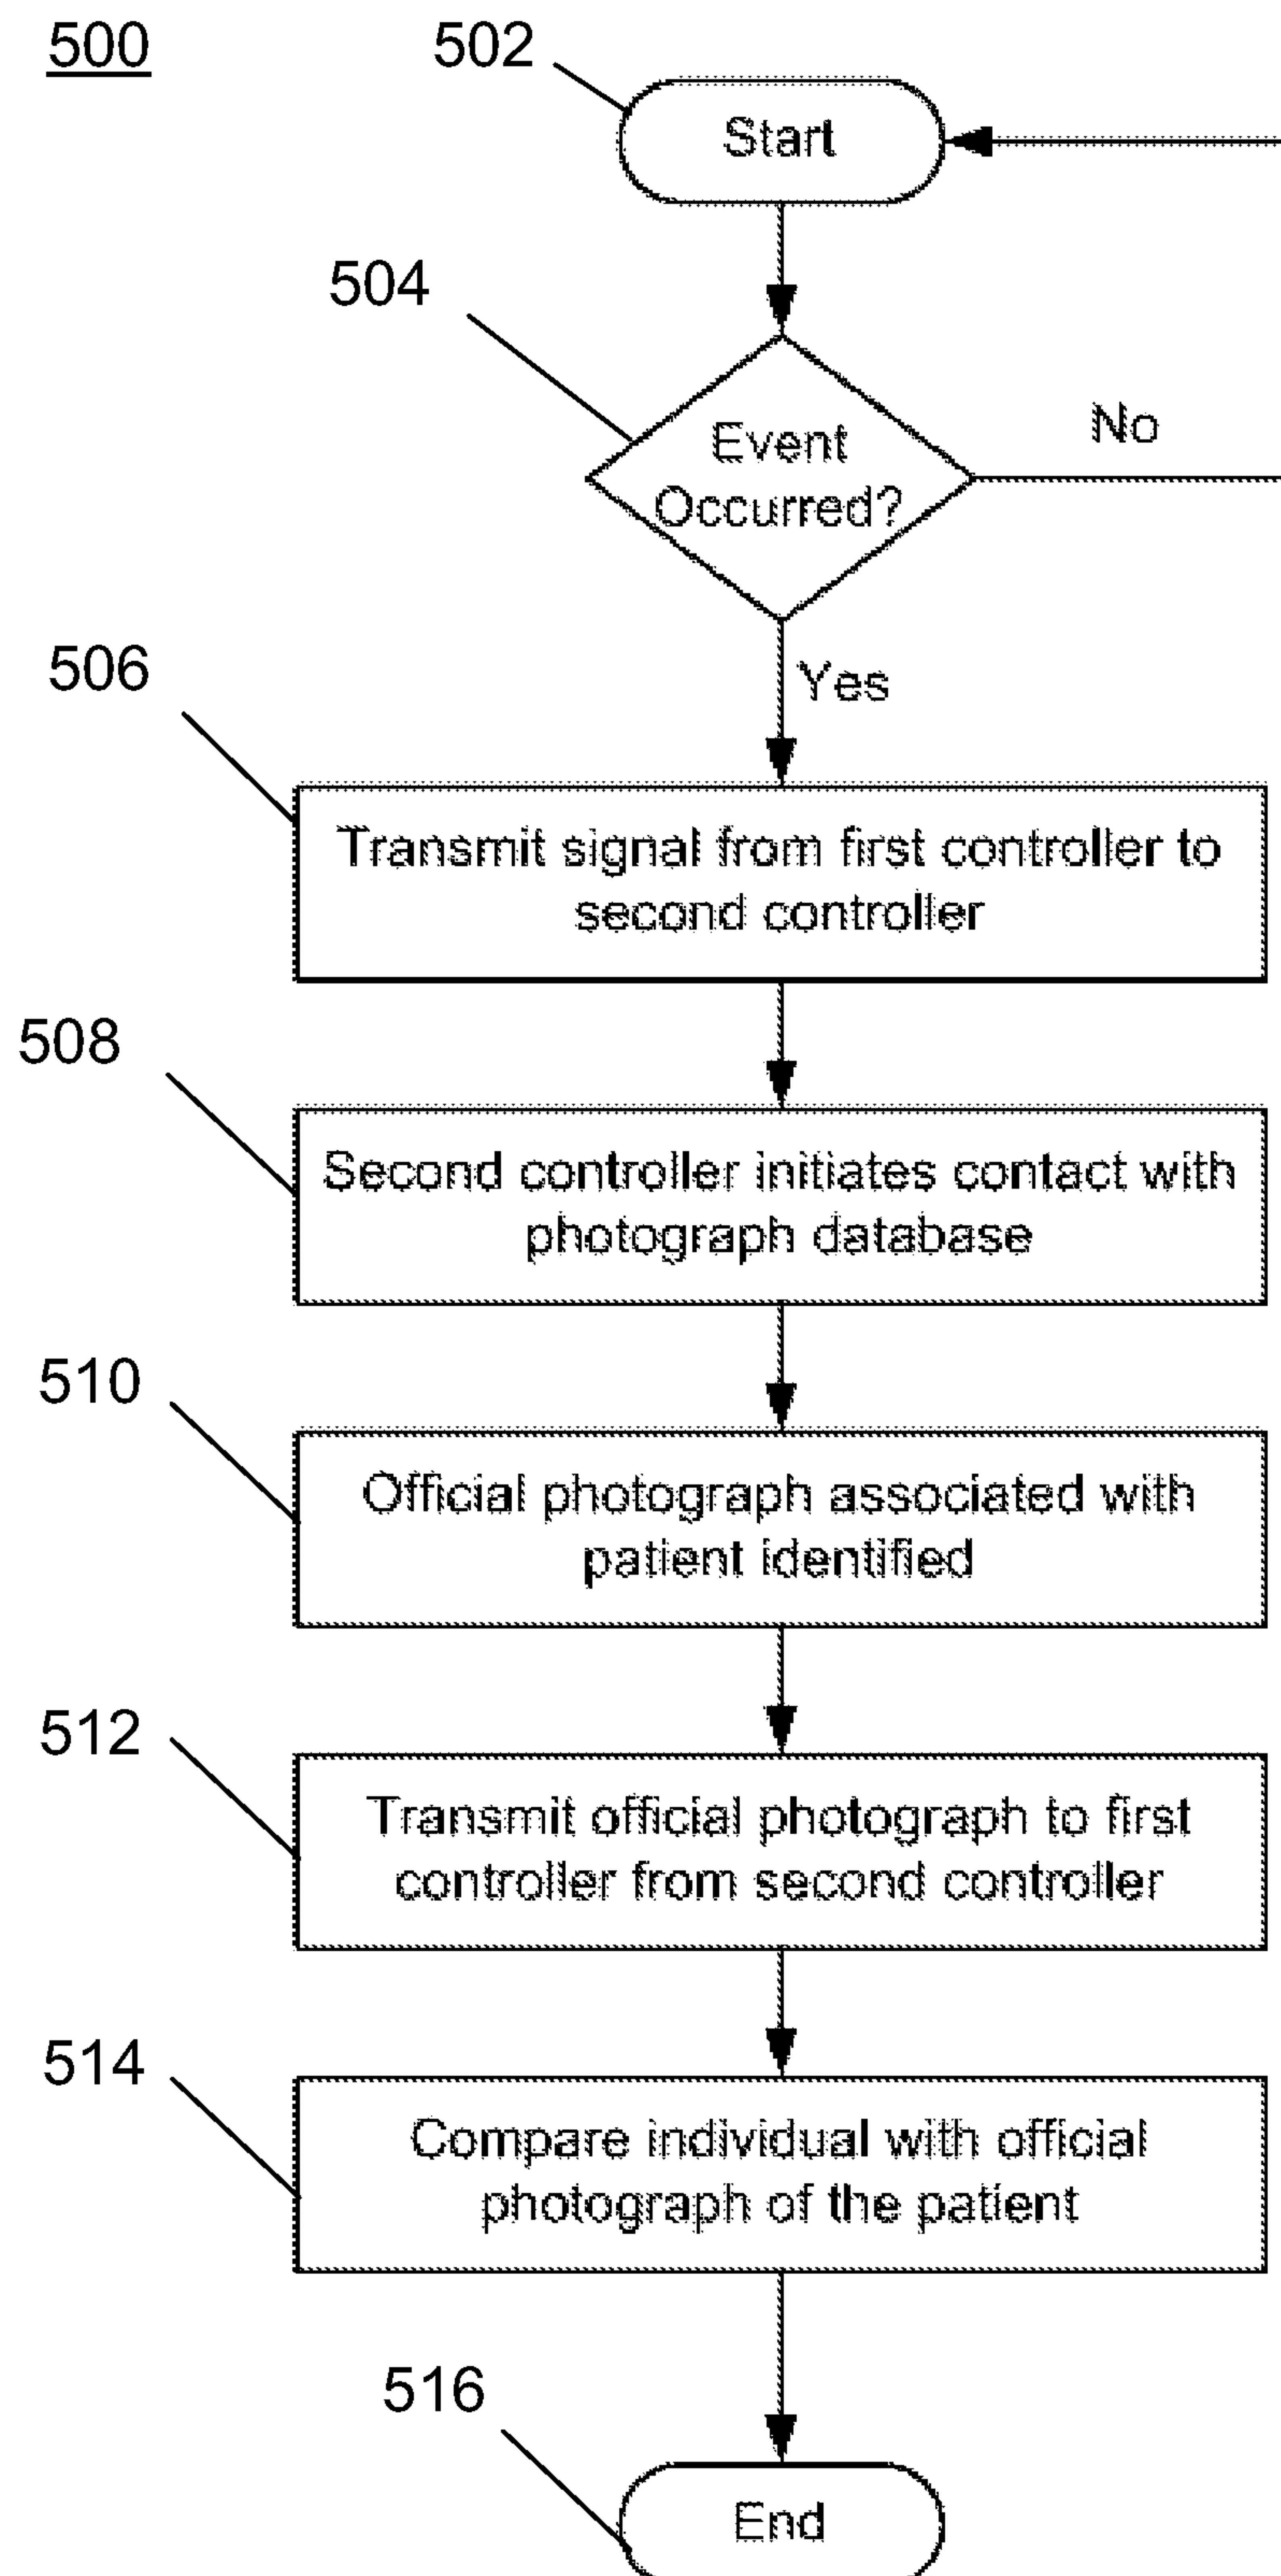 500
502
Start
504
Event
Occurred?
No
Yes
506
Transmit signal from first controller to
second controller
508
Second controller initiates contact with
photograph database
510
Official photograph associated with
patient identified
512
Transmit official photograph to first
controller from second controller
514
Compare individual with official
photograph of the patient
516
End